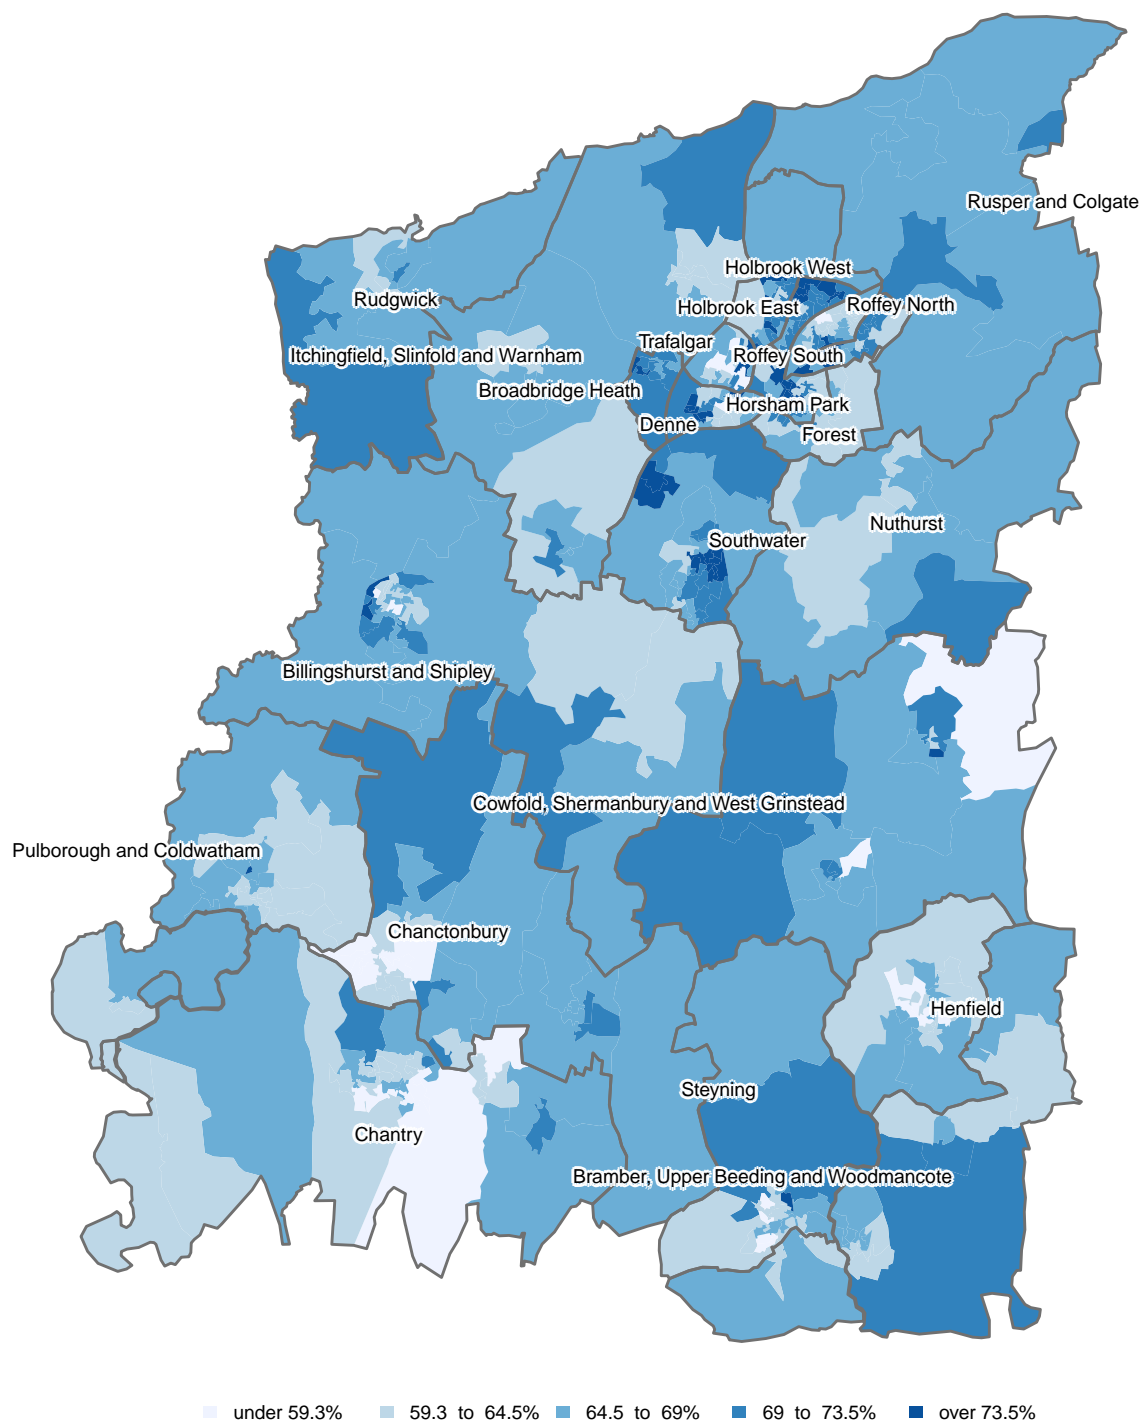 Rusper and Colgate
Holbrook West
Rudgwick
Holbrook East
Roffey North
Trafalgar
Itchingfield, Slinfold and Warnham
Roffey South
Broadbridge Heath
Horsham Park
Denne
Forest
Nuthurst
Southwater
Billingshurst and Shipley
Cowfold, Shermanbury and West Grinstead
Pulborough and Coldwatham
Chanctonbury
Henfield
Steyning
Chantry
Bramber, Upper Beeding and Woodmancote
under 59.3% 59.3 to 64.5% 64.5 to 69% 69 to 73.5% over 73.5%